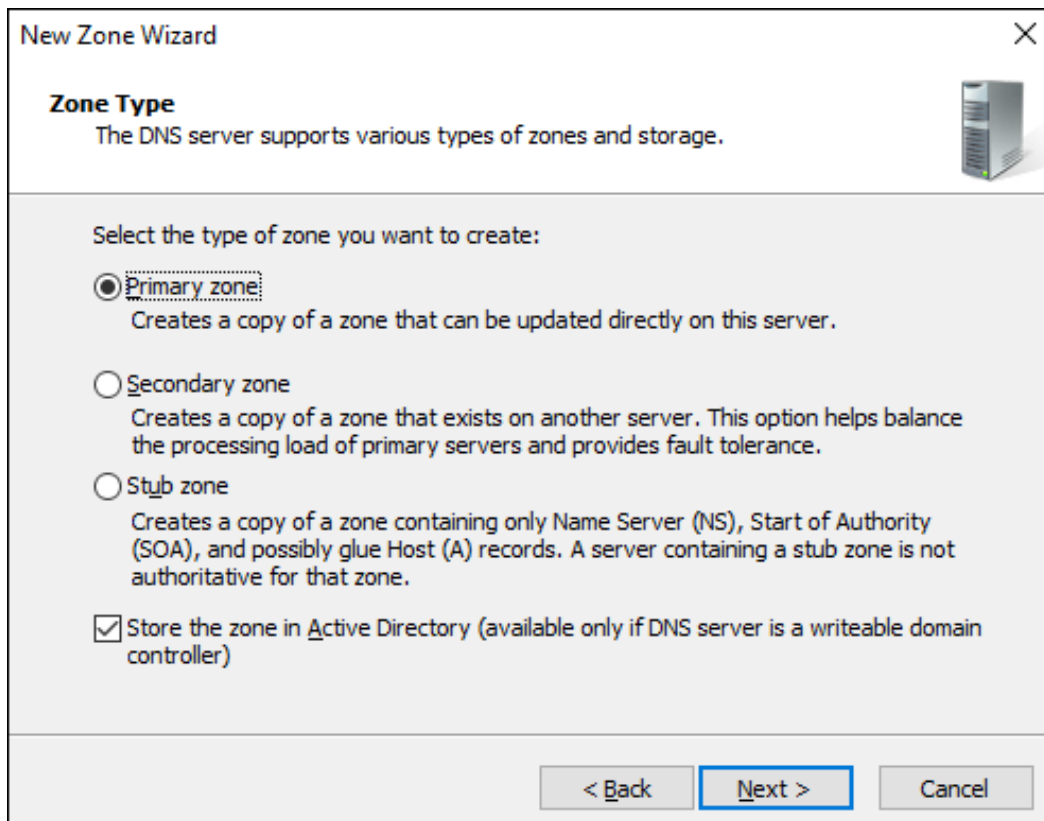 New Zone Wizard
Zone Type
The DNS server supports various types of zones and storage.
Select the type of zone you want to create:
Primary zone
Creates a copy of a zone that can be updated directly on this server.
Secondary zone
Creates a copy of a zone that exists on another server. This option helps balance
the processing load of primary servers and provides fault tolerance.
Stub zone
Creates a copy of a zone containing only Name Server (NS), Start of Authority
(SOA), and possibly glue Host (A) records. A server containing a stub zone is not
authoritative for that zone.
Store the zone in Active Directory (available only if DNS server is a writeable domain
controller)
< Back
Next >
Cancel